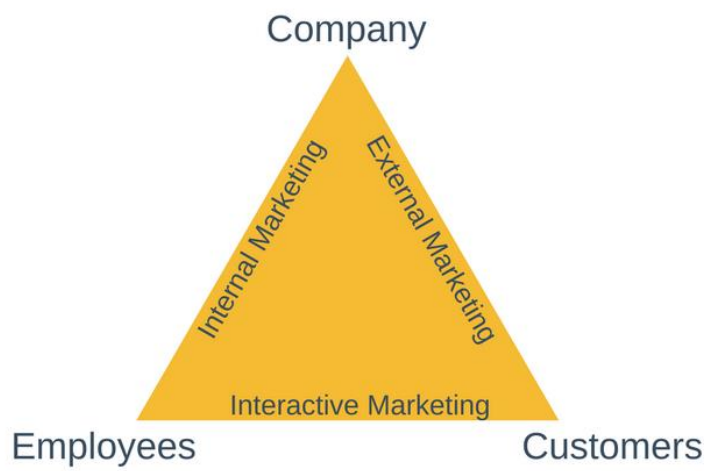 Company
Internal Marketing
External Marketing
Interactive Marketing
Employees
Customers